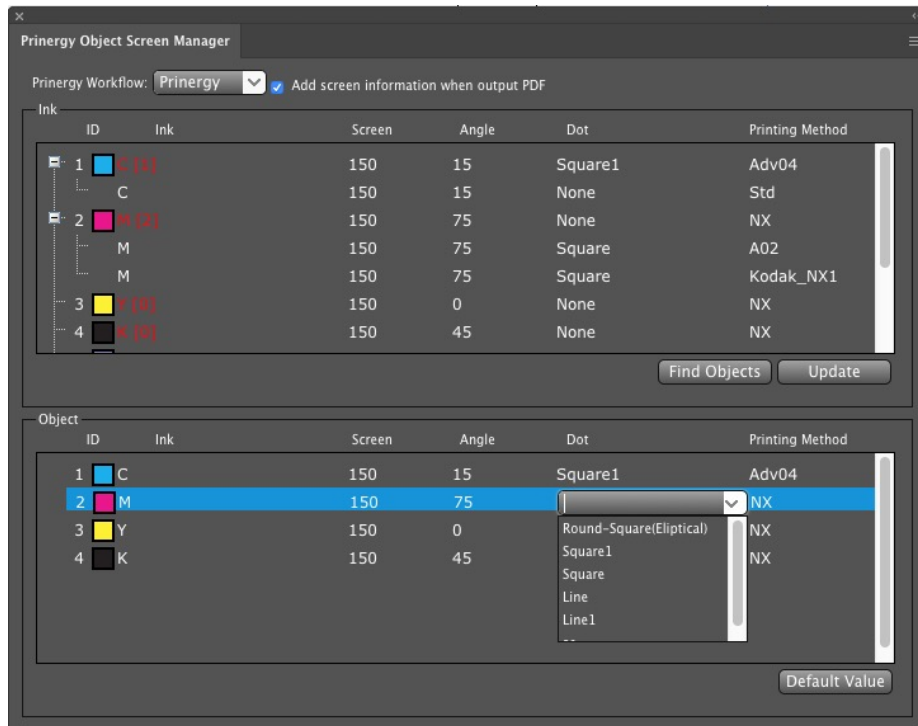 Prinergy Object Screen Manager
Prinergy Workflow: Prinergy Add screen information when output PDF
Ink
ID Ink Screen Angle Dot Printing Method
1 C [1] 150 15 Square1 Adv04
C 150 15 None Std
2 M [2] 150 75 None NX
M 150 75 Square A02
M 150 75 Square Kodak_NX1
3 Y [0] 150 0 None NX
4 K [0] 150 45 None NX
Find Objects Update
Object
ID Ink Screen Angle Dot Printing Method
1 C 150 15 Square1 Adv04
2 M 150 75 NX
3 Y 150 0 NX
4 K 150 45 NX
Round-Square(Eliptical)
Square1
Square
Line
Line1
Default Value